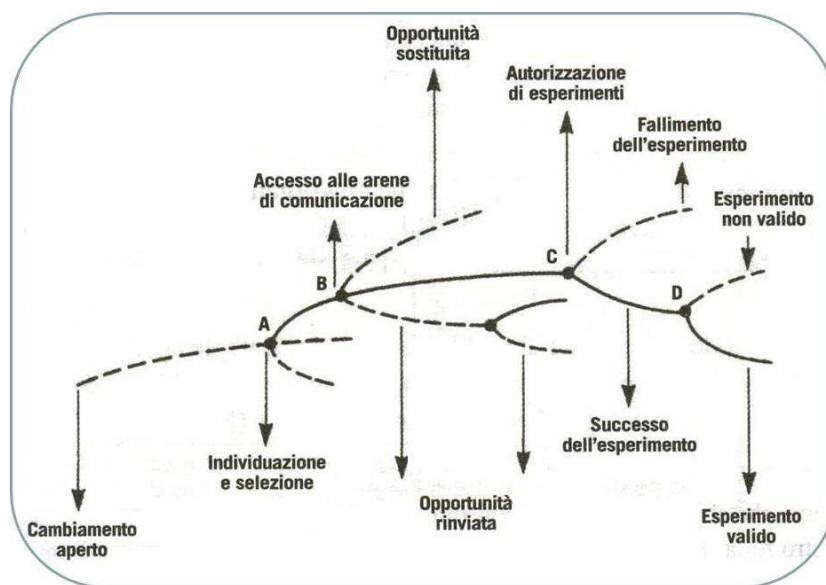 Opportunità
sostituita
Autorizzazione
di esperimenti
Fallimento
dell'esperimento
Accesso alle arene
di comunicazione
Esperimento
non valido
C
B
D
A
Successo
dell'esperimento
Individuazione
e selezione
Opportunità
rinviata
Cambiamento
aperto
Esperimento
valido